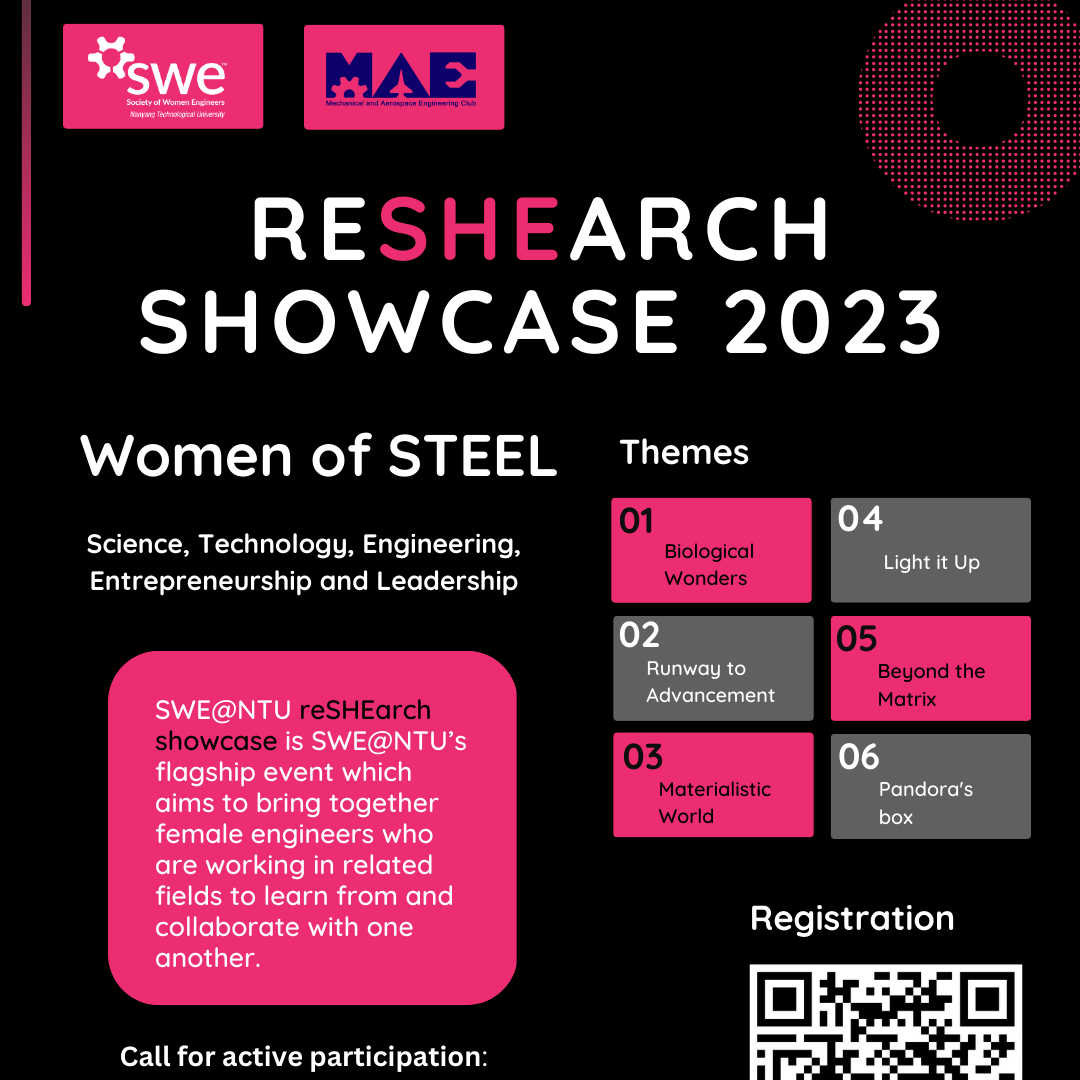 swe™
Society of Women Engineers
Nanyang Technological University
MAE
Mechanical and Aerospace Engineering Club
RESHEARCH
SHOWCASE 2023
Women of STEEL
Science, Technology, Engineering,
Entrepreneurship and Leadership
SWE@NTU reSHEarch
showcase is SWE@NTU’s
flagship event which
aims to bring together
female engineers who
are working in related
fields to learn from and
collaborate with one
another.
Call for active participation:
Themes
01
Biological
Wonders
02
Runway to
Advancement
03
Materialistic
World
04
Light it Up
05
Beyond the
Matrix
06
Pandora's
box
Registration